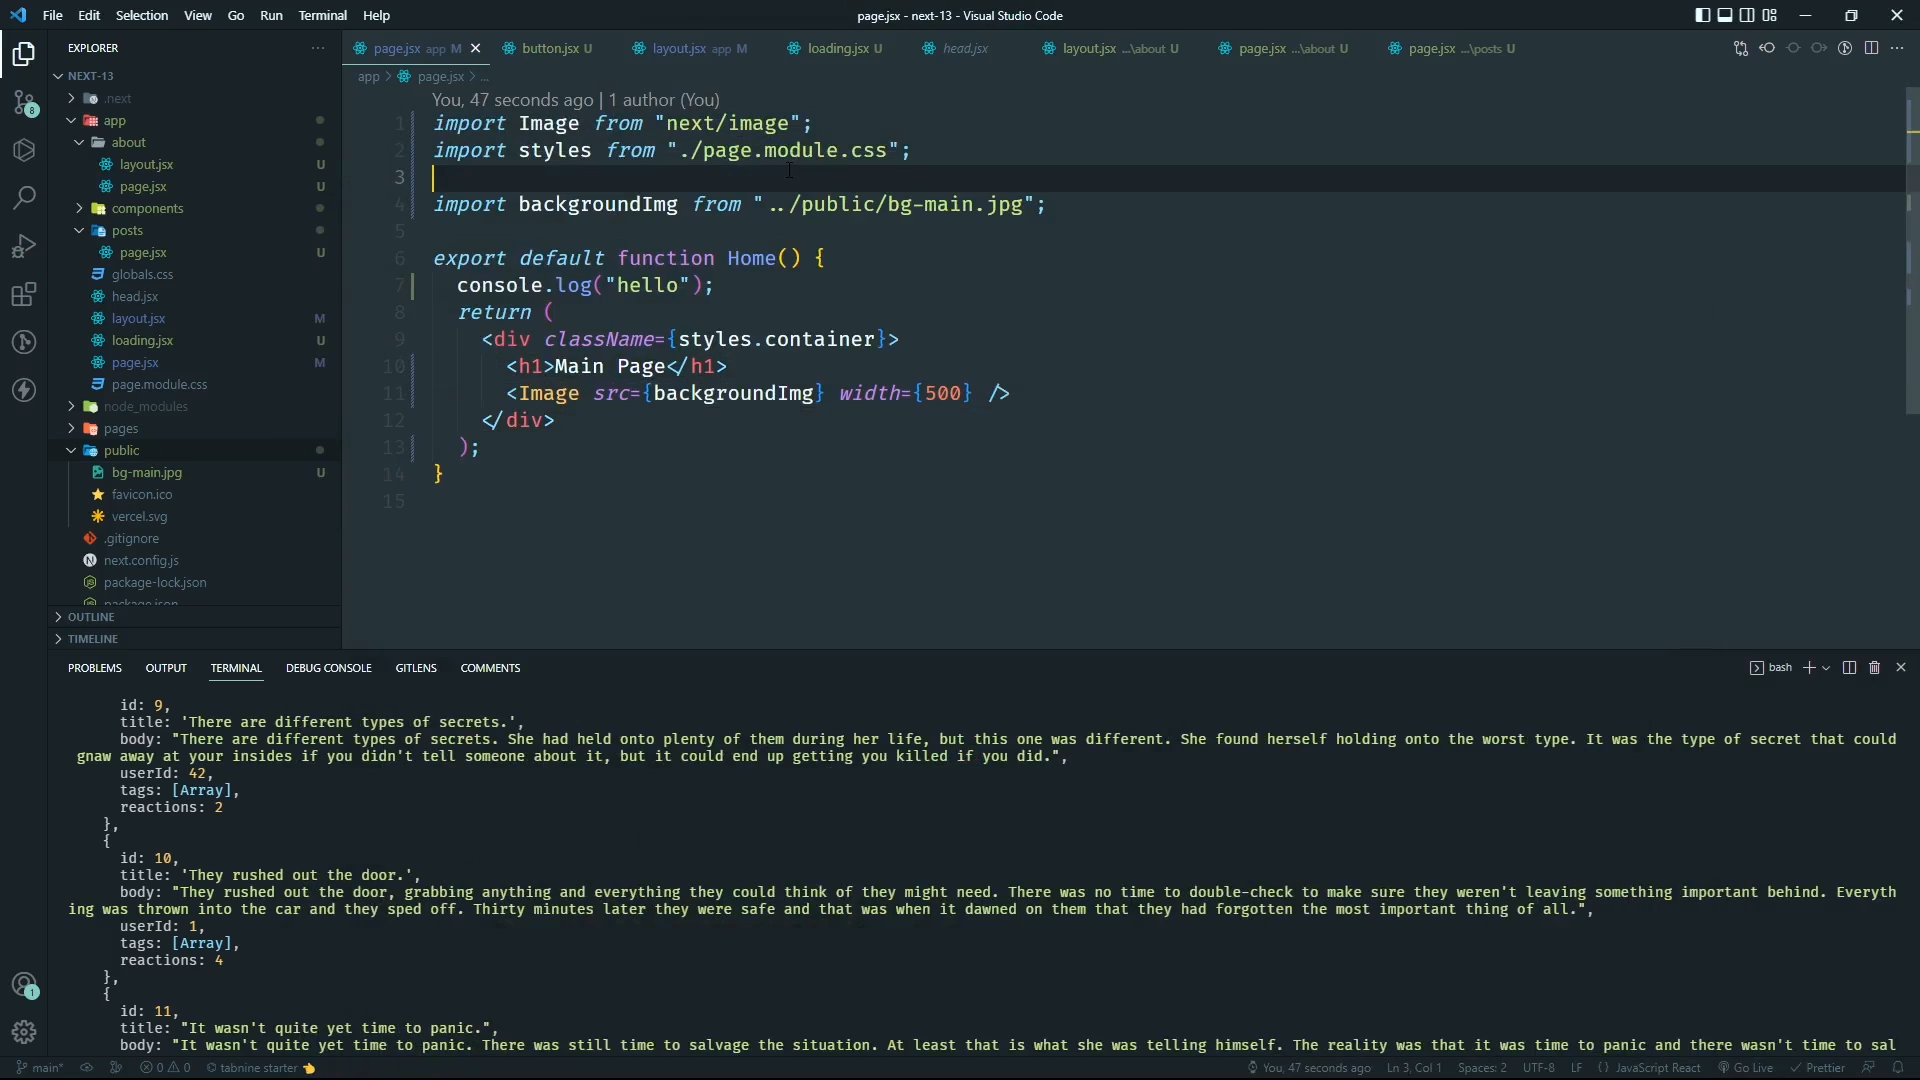 File Edit Selection View Go Run Terminal Help
page.jsx - next-13 - Visual Studio Code
EXPLORER
NEXT-13
.next
app
about
layout.jsx U
page.jsx U
components
posts
page.jsx U
globals.css
head.jsx
layout.jsx M
loading.jsx U
page.jsx M
page.module.css
node_modules
pages
public
bg-main.jpg U
favicon.ico
vercel.svg
.gitignore
next.config.js
package-lock.json
package.json
OUTLINE
TIMELINE
8
1
page.jsx app M button.jsx U layout.jsx app M loading.jsx U head.jsx layout.jsx ...\about U page.jsx ...\about U page.jsx ...\posts U
app > page.jsx > ...
You, 47 seconds ago | 1 author (You)
1 import Image from "next/image";
2 import styles from "./page.module.css";
3
4 import backgroundImg from "../public/bg-main.jpg";
5
6 export default function Home() {
7 console.log("hello");
8 return (
9 <div className={styles.container}>
10 <h1>Main Page</h1>
11 <Image src={backgroundImg} width={500} />
12 </div>
13 );
14 }
15
PROBLEMS OUTPUT TERMINAL DEBUG CONSOLE GITLENS COMMENTS
bash
id: 9,
title: 'There are different types of secrets.',
body: "There are different types of secrets. She had held onto plenty of them during her life, but this one was different. She found herself holding onto the worst type. It was the type of secret that could
gnaw away at your insides if you didn't tell someone about it, but it could end up getting you killed if you did.",
userId: 42,
tags: [Array],
reactions: 2
},
{
id: 10,
title: 'They rushed out the door.',
body: "They rushed out the door, grabbing anything and everything they could think of they might need. There was no time to double-check to make sure they weren't leaving something important behind. Everyth
ing was thrown into the car and they sped off. Thirty minutes later they were safe and that was when it dawned on them that they had forgotten the most important thing of all.",
userId: 1,
tags: [Array],
reactions: 4
},
{
id: 11,
title: "It wasn't quite yet time to panic.",
body: "It wasn't quite yet time to panic. There was still time to salvage the situation. At least that is what she was telling himself. The reality was that it was time to panic and there wasn't time to sal
main* 0 0 tabnine starter You, 47 seconds ago Ln 3, Col 1 Spaces: 2 UTF-8 LF JavaScript React Go Live Prettier